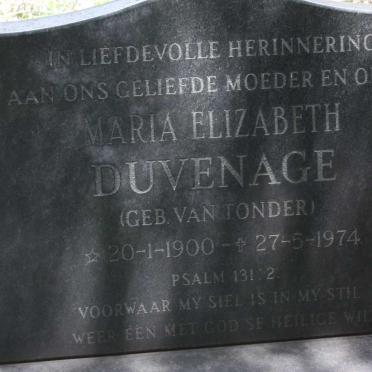 IN LIEFDEVOLLE HERINNERING
AAN ONS GELIEFDE MOEDER EN
MARIA ELIZABETH
DUVENAGE
(GEB. VAN TONDER)
☆ 20-1-1900 - ✝ 27-5-1974
PSALM 131:2
VOORWAAR MY SIEL IS IN MY STIL
WEER EEN MET GOD SE HEILIGE WIL